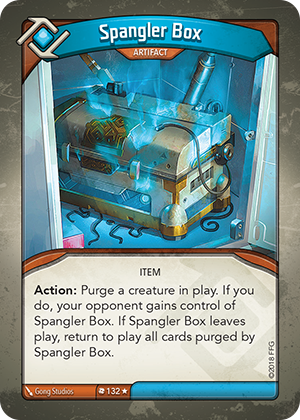 Spangler Box
ARTIFACT
ITEM
Action: Purge a creature in play. If you
do, your opponent gains control of
Spangler Box. If Spangler Box leaves
play, return to play all cards purged by
Spangler Box.
Gong Studios
132 ★
©2018 FFG